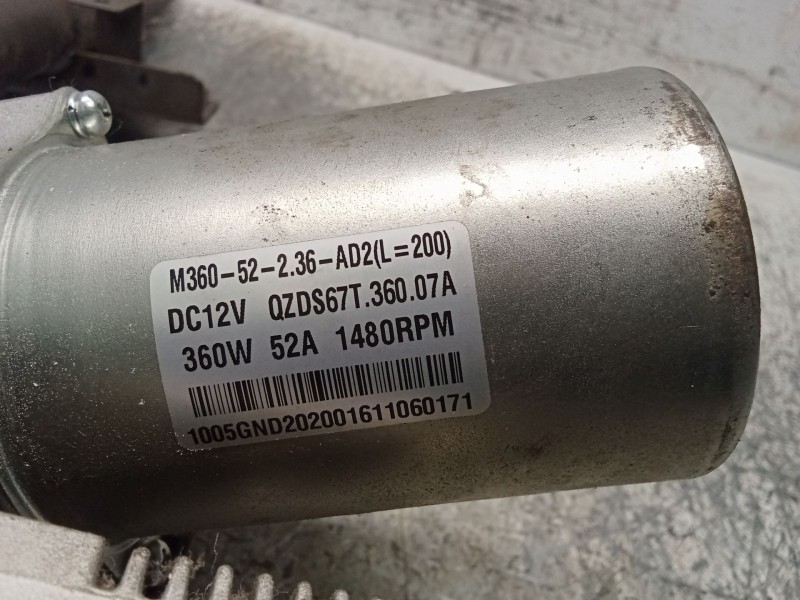 M360-52-2.36-AD2(L=200)
DC12V QZDS67T.360.07A
360W 52A 1480RPM
1005GND202001611060171